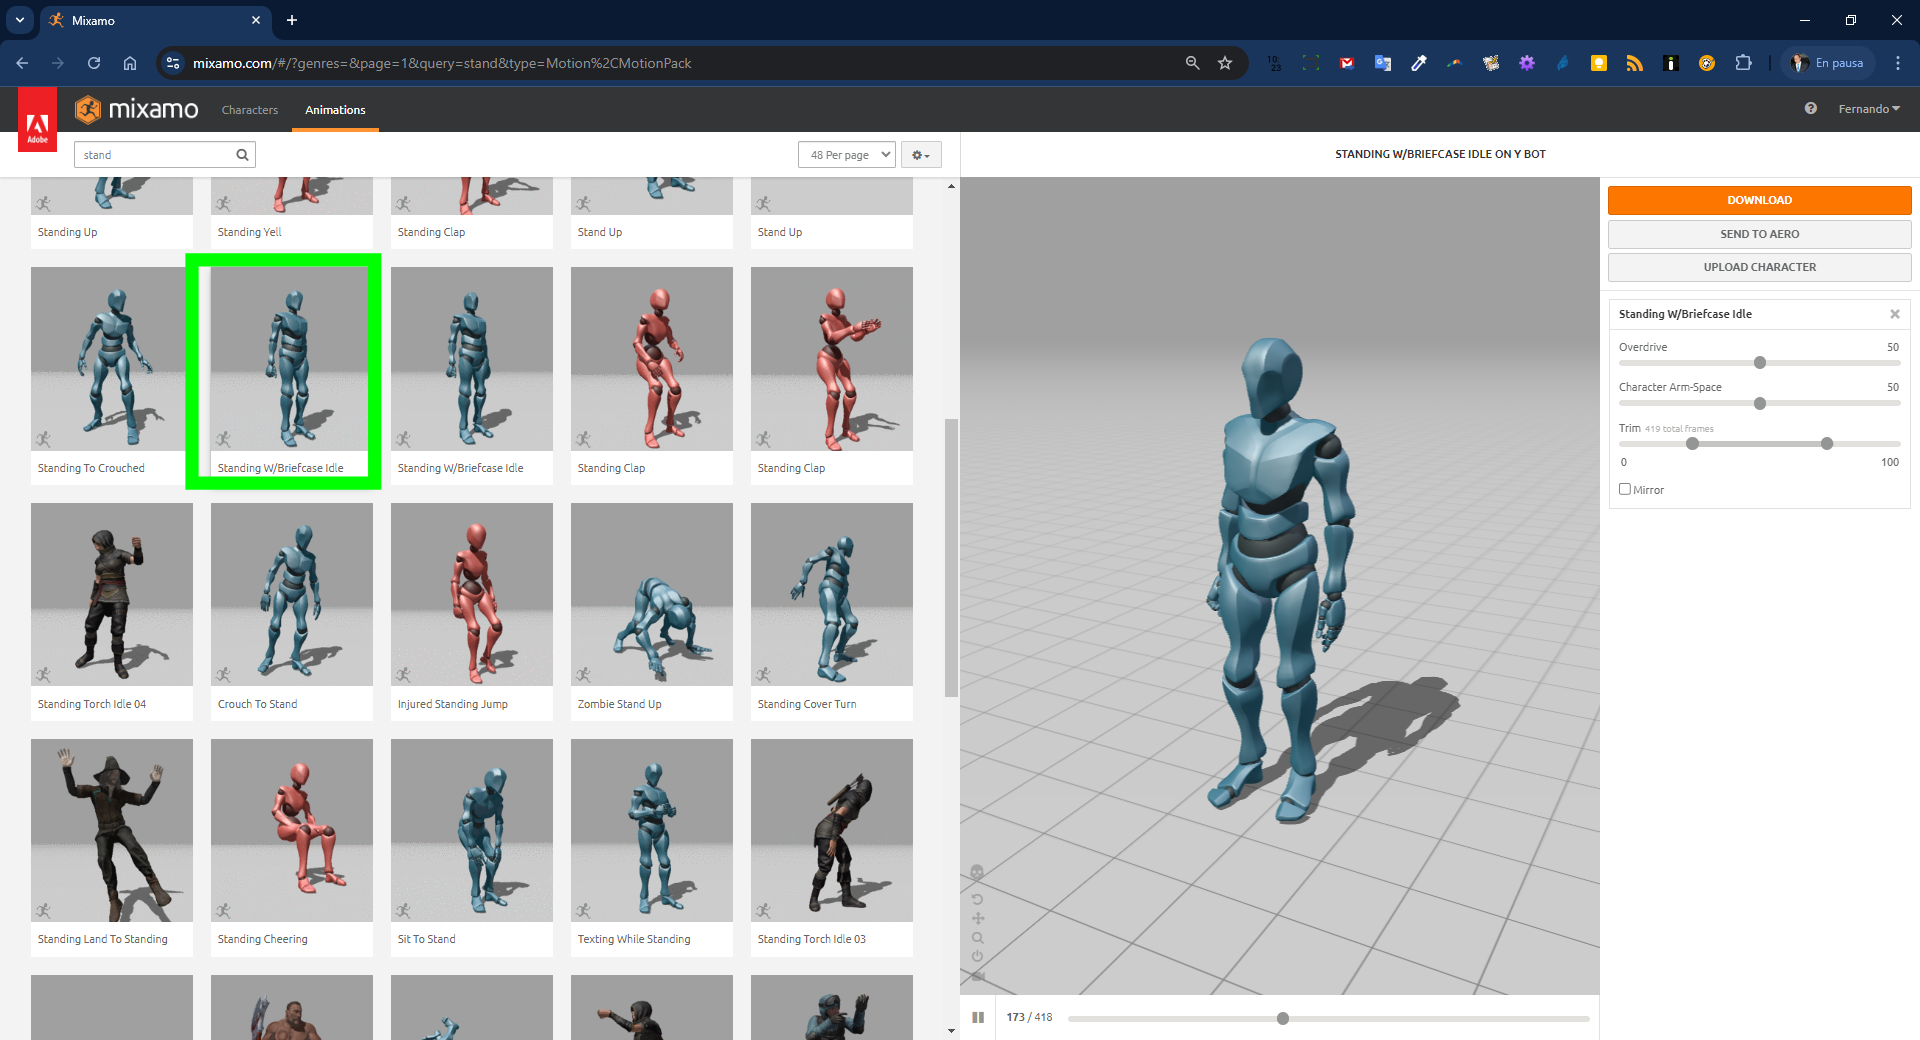 Mixamo
mixamo.com/#/?genres=&page=1&query=stand&type=Motion%2CMotionPack
10:
23
En pausa
Adobe
mixamo
Characters
Animations
Fernando
stand
48 Per page
STANDING W/BRIEFCASE IDLE ON Y BOT
Standing Up
Standing Yell
Standing Clap
Stand Up
Stand Up
Standing To Crouched
Standing W/Briefcase Idle
Standing W/Briefcase Idle
Standing Clap
Standing Clap
Standing Torch Idle 04
Crouch To Stand
Injured Standing Jump
Zombie Stand Up
Standing Cover Turn
Standing Land To Standing
Standing Cheering
Sit To Stand
Texting While Standing
Standing Torch Idle 03
173 / 418
DOWNLOAD
SEND TO AERO
UPLOAD CHARACTER
Standing W/Briefcase Idle
Overdrive 50
Character Arm-Space 50
Trim 419 total frames
0 100
Mirror